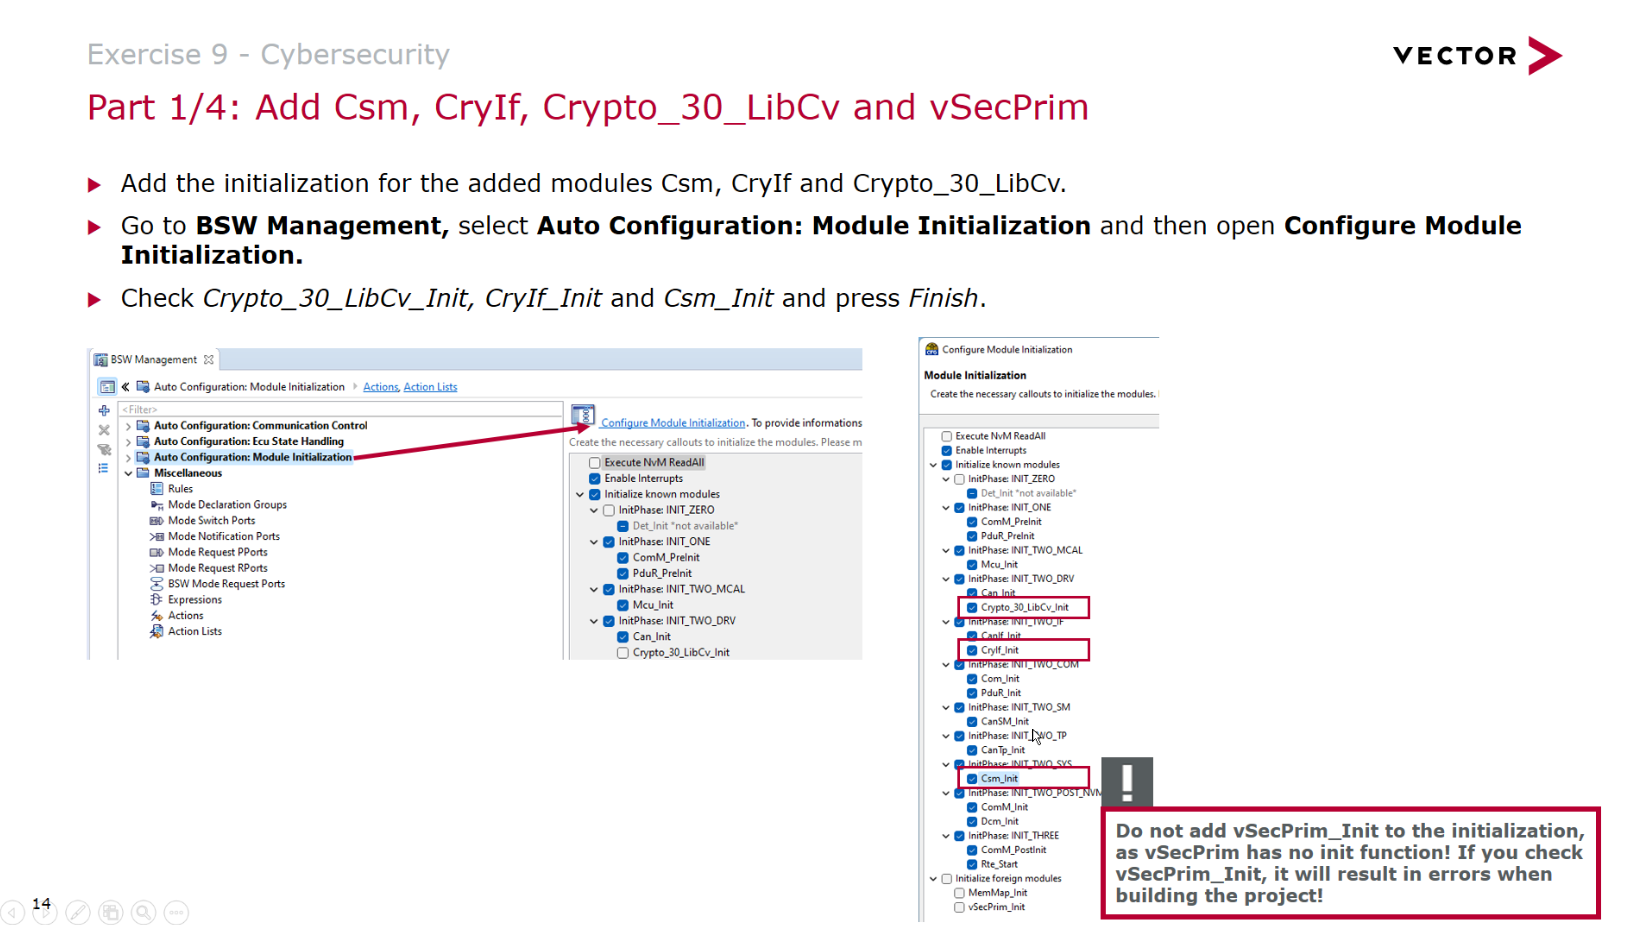 Exercise 9 - Cybersecurity
VECTOR
Part 1/4: Add Csm, CryIf, Crypto_30_LibCv and vSecPrim
Add the initialization for the added modules Csm, CryIf and Crypto_30_LibCv.
Go to BSW Management, select Auto Configuration: Module Initialization and then open Configure Module
Initialization.
Check Crypto_30_LibCv_Init, CryIf_Init and Csm_Init and press Finish.
BSW Management
Auto Configuration: Module Initialization
Actions, Action Lists
<Filter>
Auto Configuration: Communication Control
Auto Configuration: Ecu State Handling
Auto Configuration: Module Initialization
Miscellaneous
Rules
Mode Declaration Groups
Mode Switch Ports
Mode Notification Ports
Mode Request PPorts
Mode Request RPorts
BSW Mode Request Ports
Expressions
Actions
Action Lists
Configure Module Initialization. To provide informations
Create the necessary callouts to initialize the modules. Please m
Execute NvM ReadAll
Enable Interrupts
Initialize known modules
InitPhase: INIT_ZERO
Det_Init *not available*
InitPhase: INIT_ONE
ComM_PreInit
PduR_PreInit
InitPhase: INIT_TWO_MCAL
Mcu_Init
InitPhase: INIT_TWO_DRV
Can_Init
Crypto_30_LibCv_Init
Configure Module Initialization
Module Initialization
Create the necessary callouts to initialize the modules.
Execute NvM ReadAll
Enable Interrupts
Initialize known modules
InitPhase: INIT_ZERO
Det_Init *not available*
InitPhase: INIT_ONE
ComM_PreInit
PduR_PreInit
InitPhase: INIT_TWO_MCAL
Mcu_Init
InitPhase: INIT_TWO_DRV
Can_Init
Crypto_30_LibCv_Init
InitPhase: INIT_TWO_IF
CanIf_Init
CryIf_Init
InitPhase: INIT_TWO_COM
Com_Init
PduR_Init
InitPhase: INIT_TWO_SM
CanSM_Init
InitPhase: INIT_TWO_TP
CanTp_Init
InitPhase: INIT_TWO_SYS
Csm_Init
InitPhase: INIT_TWO_POST_NVM
ComM_Init
Dcm_Init
InitPhase: INIT_THREE
ComM_PostInit
Rte_Start
Initialize foreign modules
MemMap_Init
vSecPrim_Init
!
Do not add vSecPrim_Init to the initialization,
as vSecPrim has no init function! If you check
vSecPrim_Init, it will result in errors when
building the project!
14